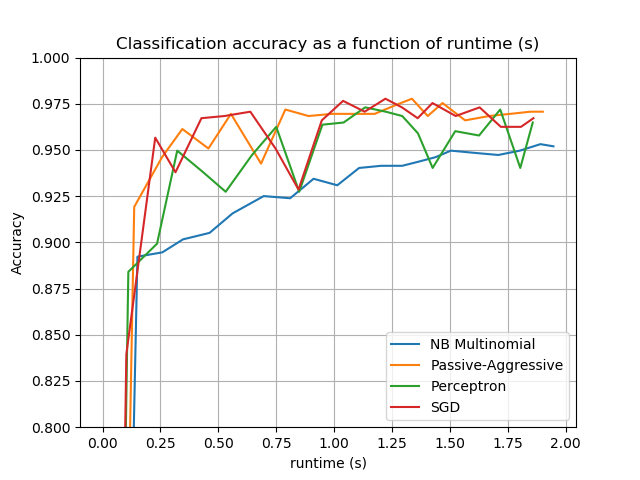 Classification accuracy as a function of runtime (s)
1.000
0.975
0.950
0.925
0.900
0.875
0.850
0.825
0.800
Accuracy
NB Multinomial
Passive-Aggressive
Perceptron
SGD
0.00 0.25 0.50 0.75 1.00 1.25 1.50 1.75 2.00
runtime (s)